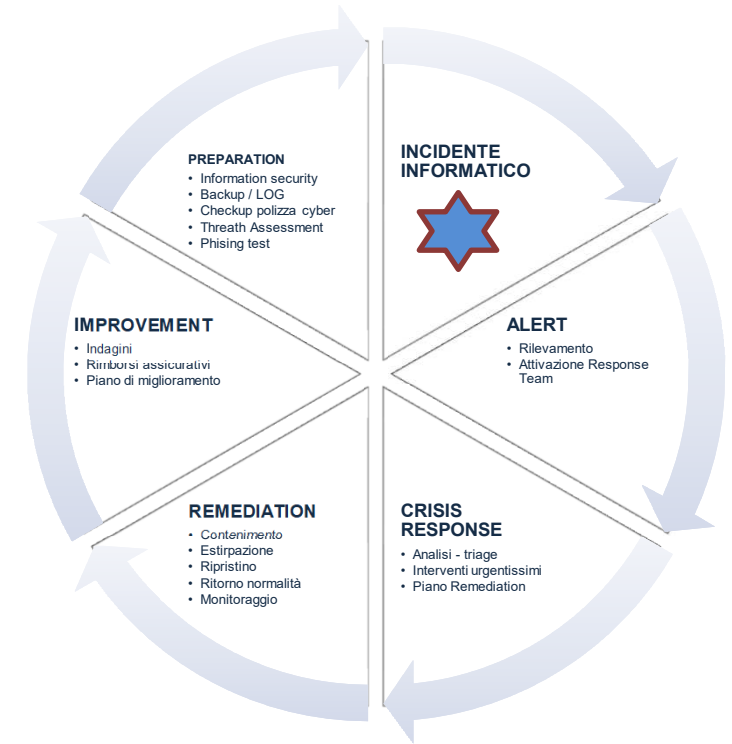 PREPARATION
• Information security
• Backup / LOG
• Checkup polizza cyber
• Threath Assessment
• Phising test
INCIDENTE
INFORMATICO
ALERT
• Rilevamento
• Attivazione Response
Team
CRISIS
RESPONSE
• Analisi - triage
• Interventi urgentissimi
• Piano Remediation
REMEDIATION
• Contenimento
• Estirpazione
• Ripristino
• Ritorno normalità
• Monitoraggio
IMPROVEMENT
• Indagini
• Rimborsi assicurativi
• Piano di miglioramento